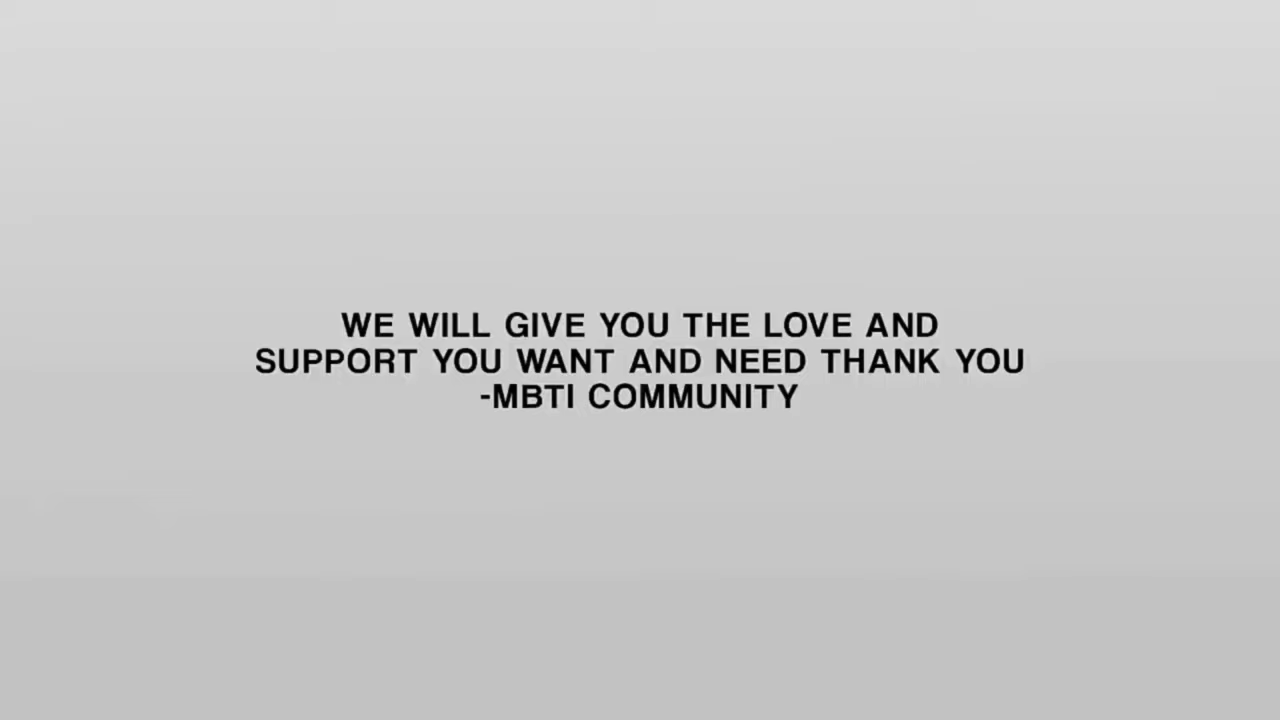 WE WILL GIVE YOU THE LOVE AND
SUPPORT YOU WANT AND NEED THANK YOU
-MBTI COMMUNITY